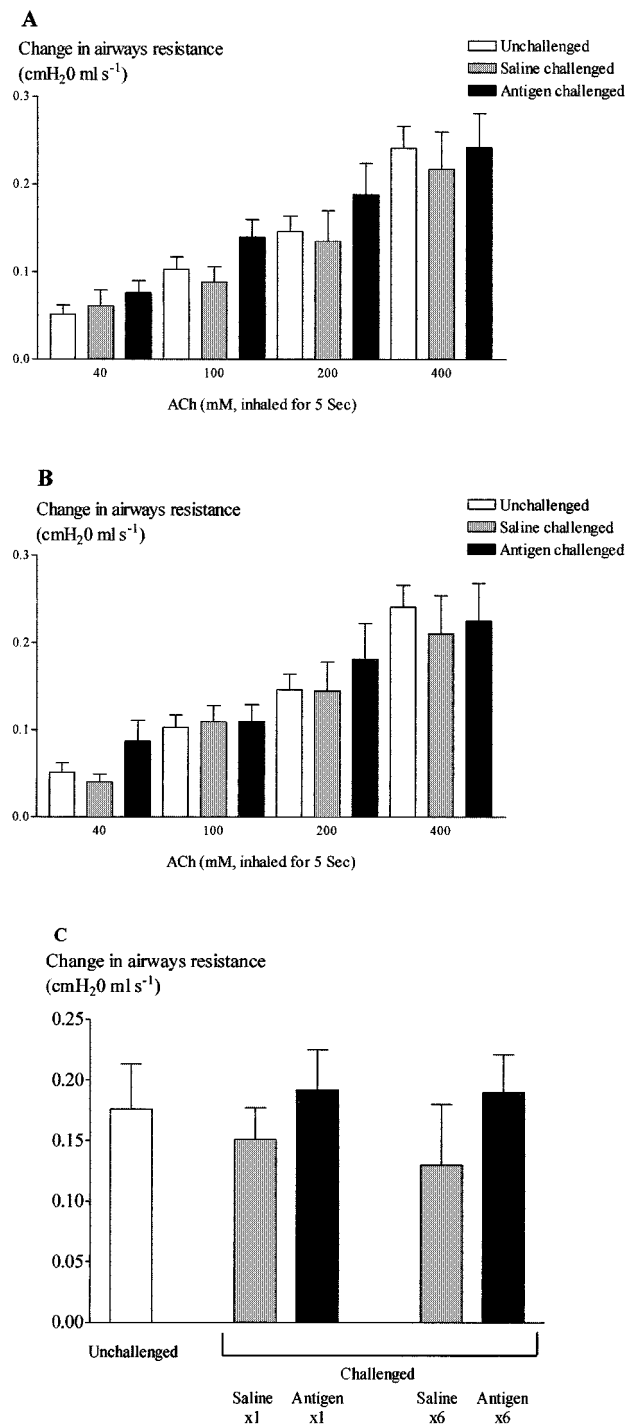 A
Change in airways resistance
(cmH₂0 ml s⁻¹)
Unchallenged
Saline challenged
Antigen challenged
0.3
0.2
0.1
0.0
40 100 200 400
ACh (mM, inhaled for 5 Sec)
B
Change in airways resistance
(cmH₂0 ml s⁻¹)
Unchallenged
Saline challenged
Antigen challenged
0.3
0.2
0.1
0.0
40 100 200 400
ACh (mM, inhaled for 5 Sec)
C
Change in airways resistance
(cmH₂0 ml s⁻¹)
0.25
0.20
0.15
0.10
0.05
0.00
Unchallenged
Challenged
Saline Antigen Saline Antigen
x1 x1 x6 x6